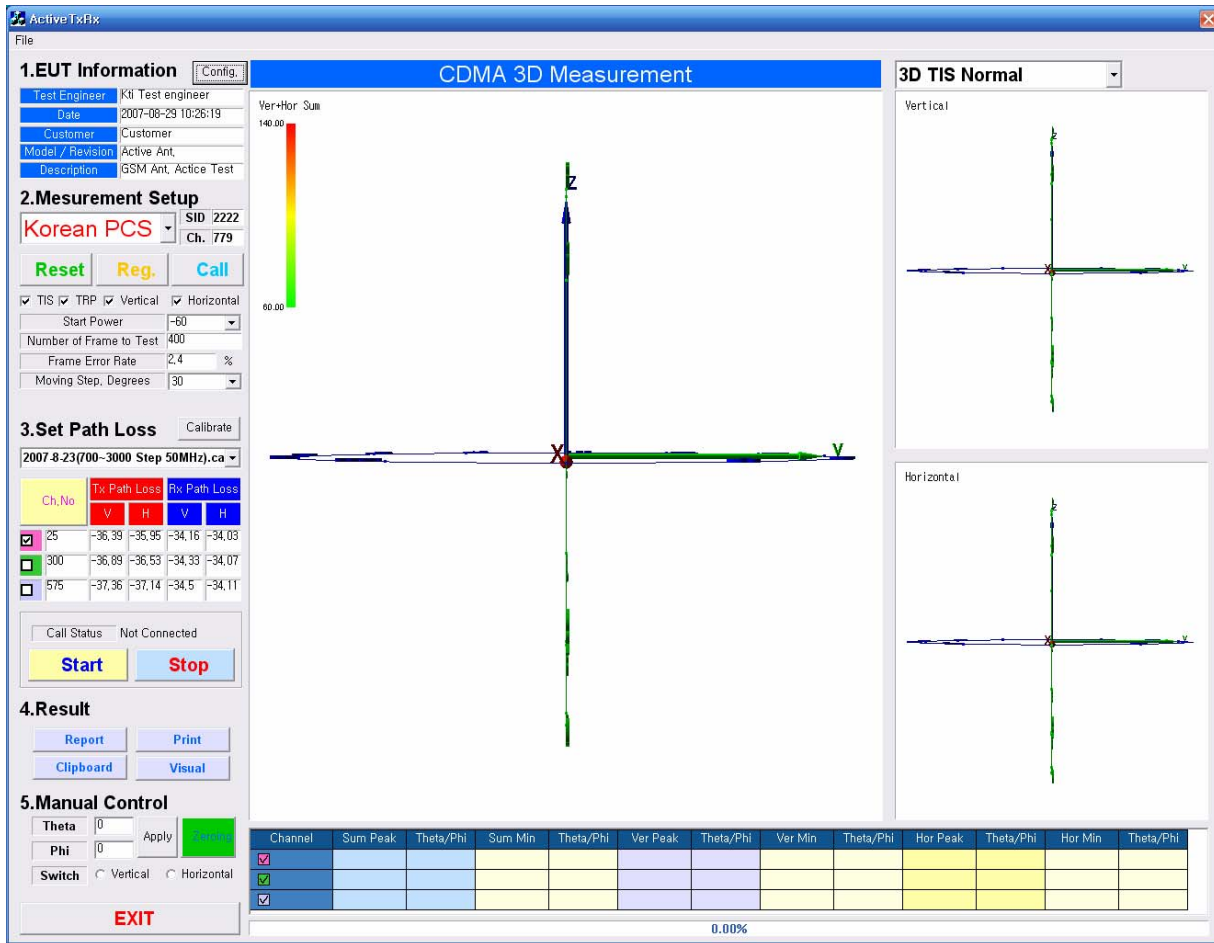 ActiveTxRx
File
1.EUT Information Config.
Test Engineer Kti Test engineer
Date 2007-08-29 10:26:19
Customer Customer
Model / Revision Active Ant,
Description GSM Ant, Actice Test
2.Mesurement Setup
Korean PCS SID 2222
Ch. 779
Reset Reg. Call
TIS TRP Vertical Horizontal
Start Power -60
Number of Frame to Test 400
Frame Error Rate 2,4 %
Moving Step, Degrees 30
3.Set Path Loss Calibrate
2007-8-23(700~3000 Step 50MHz).ca
Ch,No Tx Path Loss Rx Path Loss
V H V H
25 -36,39 -35,95 -34,16 -34,03
300 -36,89 -36,53 -34,33 -34,07
575 -37,36 -37,14 -34,5 -34,11
Call Status Not Connected
Start Stop
4.Result
Report Print
Clipboard Visual
5.Manual Control
Theta 0 Apply Zeroing
Phi 0
Switch Vertical Horizontal
EXIT
CDMA 3D Measurement
Ver+Hor Sum
140.00
60.00
Z
X
Y
3D TIS Normal
Vertical
Z
X
Y
Horizontal
Z
X
Y
Channel Sum Peak Theta/Phi Sum Min Theta/Phi Ver Peak Theta/Phi Ver Min Theta/Phi Hor Peak Theta/Phi Hor Min Theta/Phi
0.00%